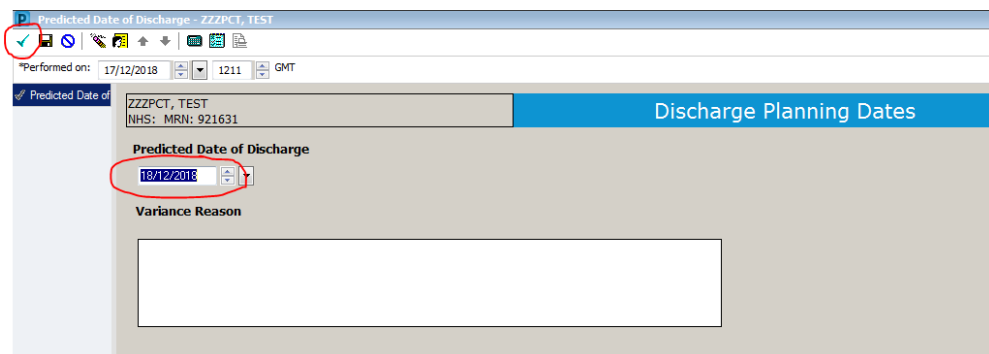 Predicted Date of Discharge - ZZZPCT, TEST
*Performed on: 17/12/2018 1211 GMT
Predicted Date of
ZZZPCT, TEST
NHS: MRN: 921631
Discharge Planning Dates
Predicted Date of Discharge
18/12/2018
Variance Reason